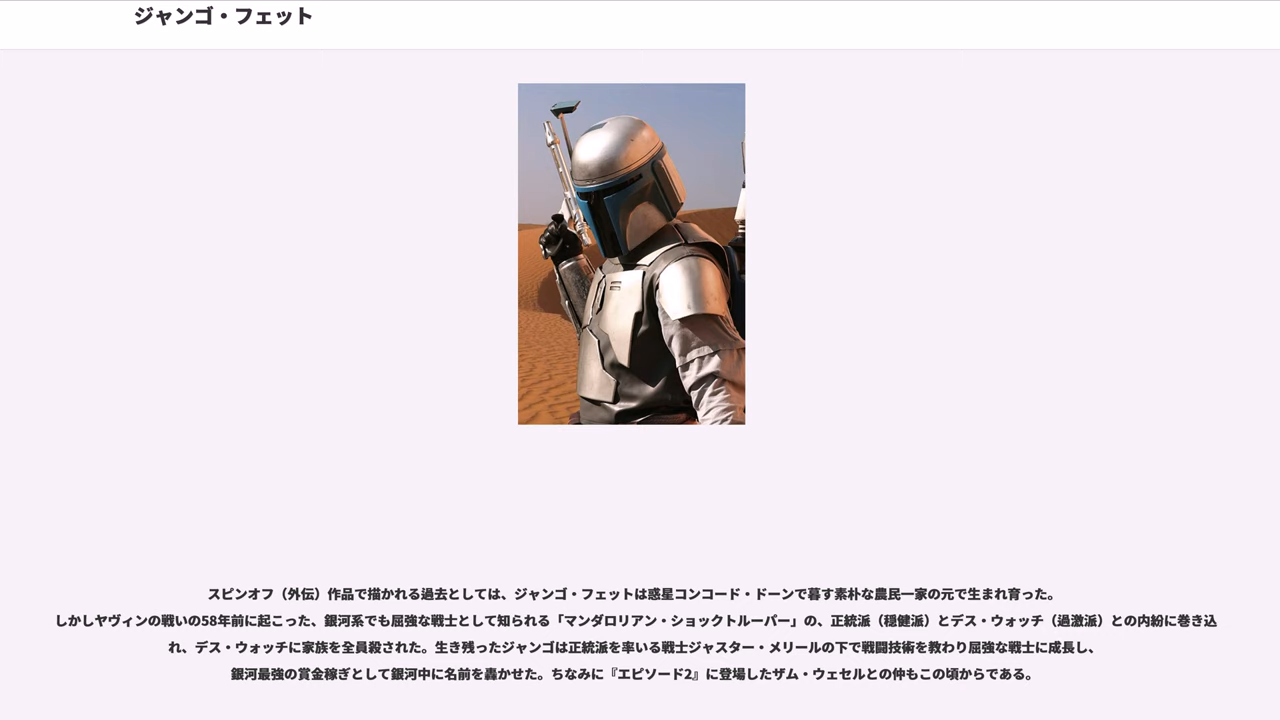 ジャンゴ・フェット
スピンオフ（外伝）作品で描かれる過去としては、ジャンゴ・フェットは惑星コンコード・ドーンで暮す素朴な農民一家の元で生まれ育った。
しかしヤヴィンの戦いの58年前に起こった、銀河系でも屈強な戦士として知られる「マンダロリアン・ショックトルーパー」の、正統派（穏健派）とデス・ウォッチ（過激派）との内紛に巻き込
れ、デス・ウォッチに家族を全員殺された。生き残ったジャンゴは正統派を率いる戦士ジャスター・メリールの下で戦闘技術を教わり屈強な戦士に成長し、
銀河最強の賞金稼ぎとして銀河中に名前を轟かせた。ちなみに『エピソード2』に登場したザム・ウェセルとの仲もこの頃からである。